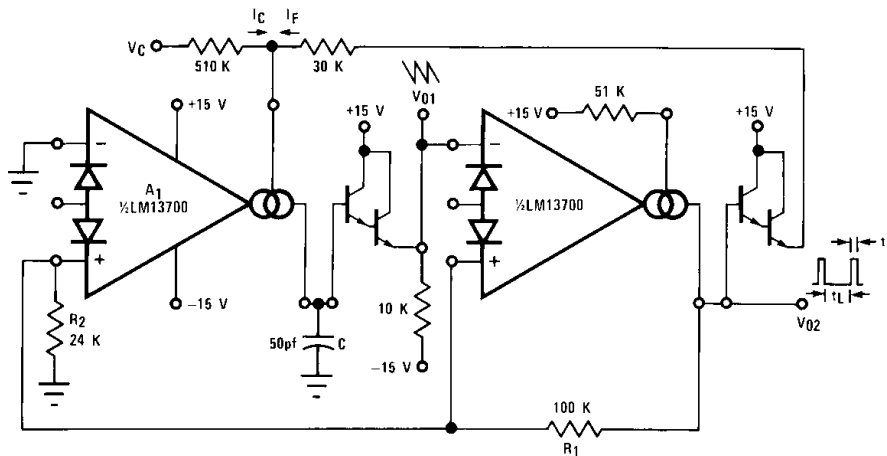 I_C I_F
V_C
510 K
30 K
V_01
51 K
+15 V
+15 V
+15 V
+15 V
−
A_1
½LM13700
+
−15 V
R_2
24 K
50pf
C
10 K
−15 V
−
½LM13700
+
100 K
R_1
t
t_L
V_02